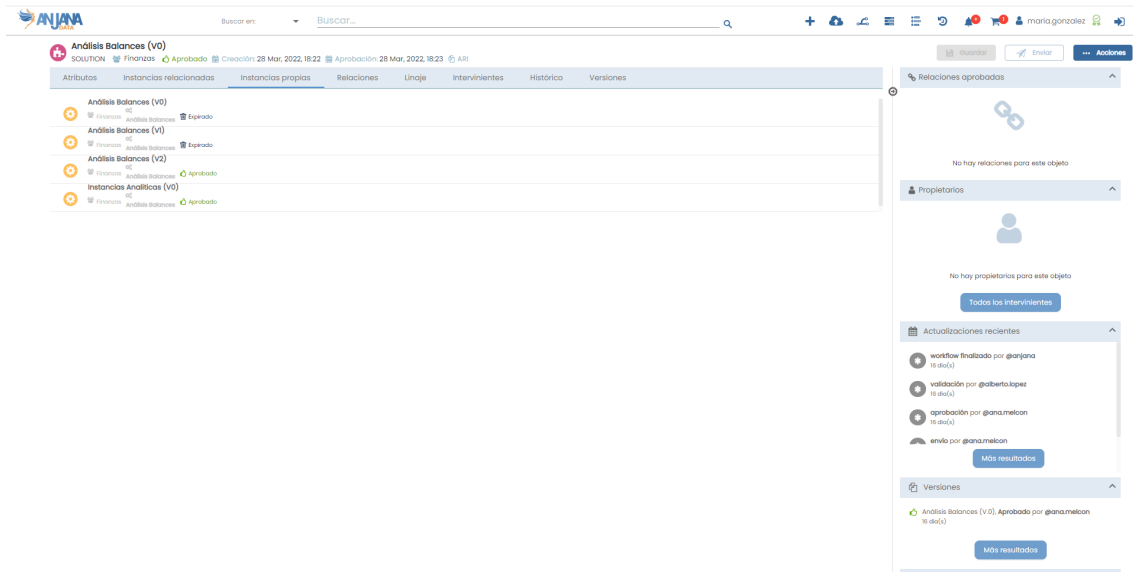 ANJANA
DATA
Buscar en:
Buscar...
maria.gonzalez
Análisis Balances (V0)
SOLUTION Finanzas Aprobado Creación: 28 Mar, 2022, 18:22 Aprobación: 28 Mar, 2022, 18:23 ARI
Guardar
Enviar
Acciones
Atributos
Instancias relacionadas
Instancias propias
Relaciones
Linaje
Intervinientes
Histórico
Versiones
Análisis Balances (V0)
Finanzas Análisis Balances Expirado
Análisis Balances (V1)
Finanzas Análisis Balances Expirado
Análisis Balances (V2)
Finanzas Análisis Balances Aprobado
Instancias Analíticas (V0)
Finanzas Análisis Balances Aprobado
Relaciones aprobadas
No hay relaciones para este objeto
Propietarios
No hay propietarios para este objeto
Todos los intervinientes
Actualizaciones recientes
workflow finalizado por @anjana
16 día(s)
validación por @alberto.lopez
16 día(s)
aprobación por @ana.melcon
16 día(s)
envío por @ana.melcon
Más resultados
Versiones
Análisis Balances (V.0), Aprobado por @ana.melcon
16 día(s)
Más resultados